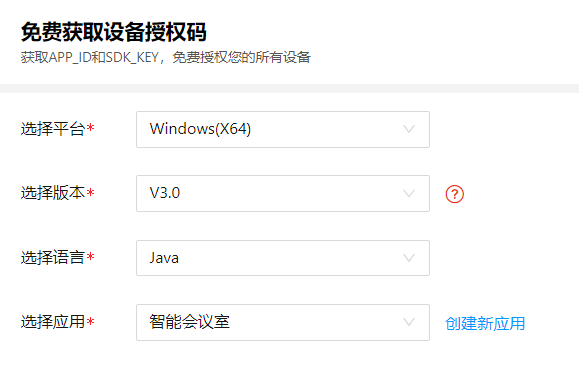 免费获取设备授权码
获取APP_ID和SDK_KEY，免费授权您的所有设备
选择平台* Windows(X64)
选择版本* V3.0 ?
选择语言* Java
选择应用* 智能会议室 创建新应用